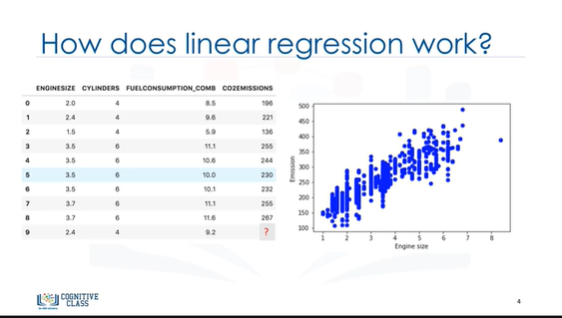 How does linear regression work?
ENGINESIZE CYLINDERS FUELCONSUMPTION_COMB CO2EMISSIONS
0 2.0 4 8.5 196
1 2.4 4 9.6 221
2 1.5 4 5.9 136
3 3.5 6 11.1 255
4 3.5 6 10.6 244
5 3.5 6 10.0 230
6 3.5 6 10.1 232
7 3.7 6 11.1 255
8 3.7 6 11.6 267
9 2.4 4 9.2 ?
500
450
400
350
300
250
200
150
100
Emission
1 2 3 4 5 6 7 8
Engine size
COGNITIVE
CLASS
4